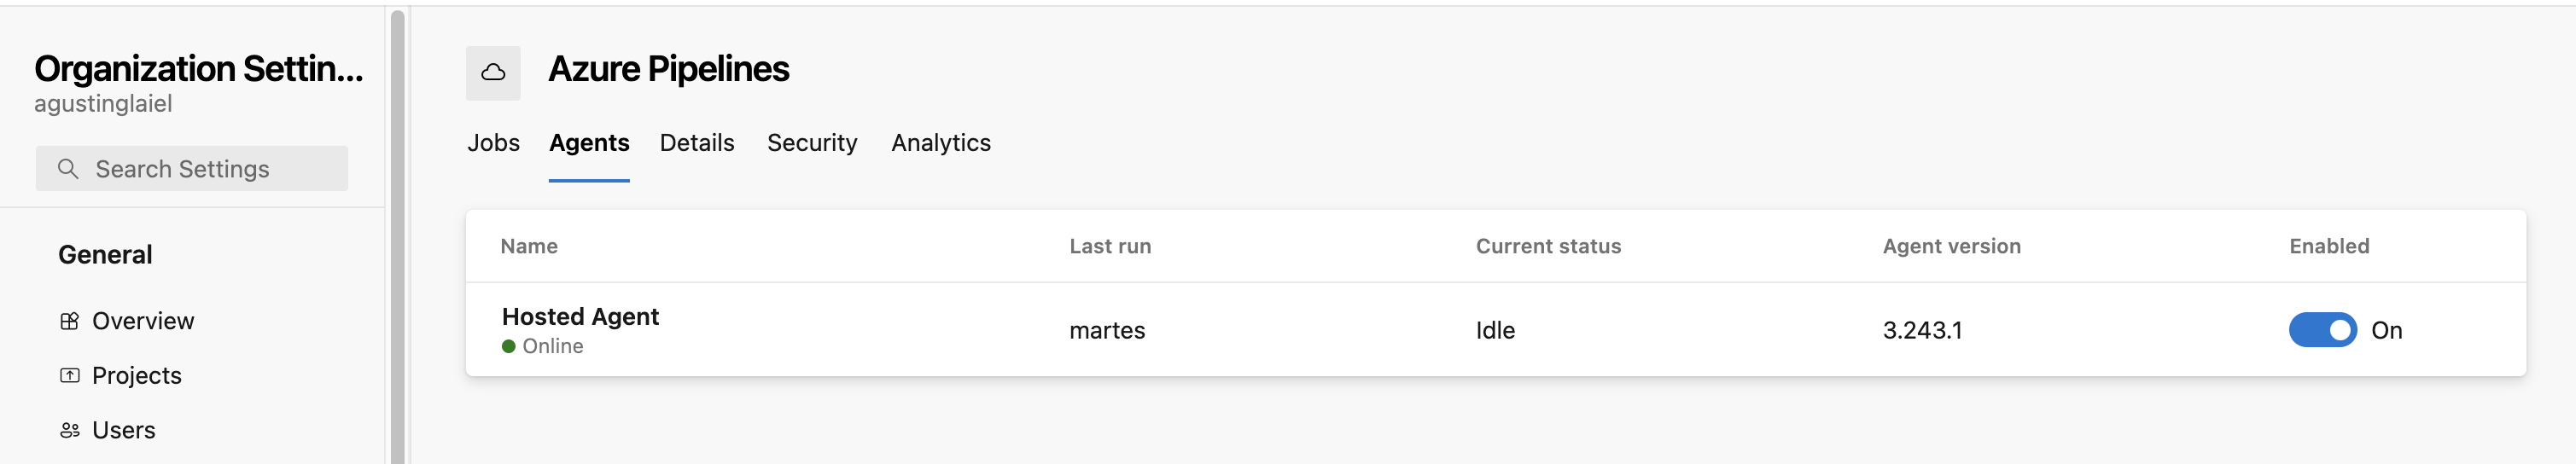 Organization Settin...
agustinglaiel
Search Settings
General
Overview
Projects
Users
Azure Pipelines
Jobs Agents Details Security Analytics
Name Last run Current status Agent version Enabled
Hosted Agent martes Idle 3.243.1 On
Online